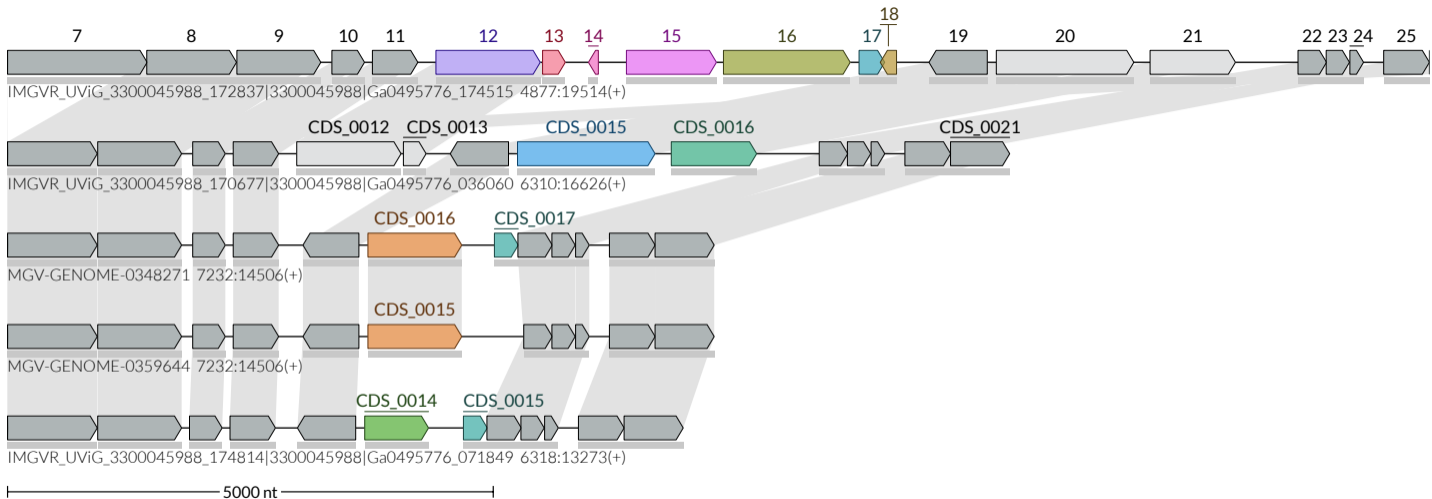 18
7 8 9 10 11 12 13 14 15 16 17 19 20 21 22 23 24 25
IMGVR_UViG_3300045988_172837|3300045988|Ga0495776_174515 4877:19514(+)
CDS_0012 CDS_0013 CDS_0015 CDS_0016 CDS_0021
IMGVR_UViG_3300045988_170677|3300045988|Ga0495776_036060 6310:16626(+)
CDS_0016 CDS_0017
MGV-GENOME-0348271 7232:14506(+)
CDS_0015
MGV-GENOME-0359644 7232:14506(+)
CDS_0014 CDS_0015
IMGVR_UViG_3300045988_174814|3300045988|Ga0495776_071849 6318:13273(+)
5000 nt